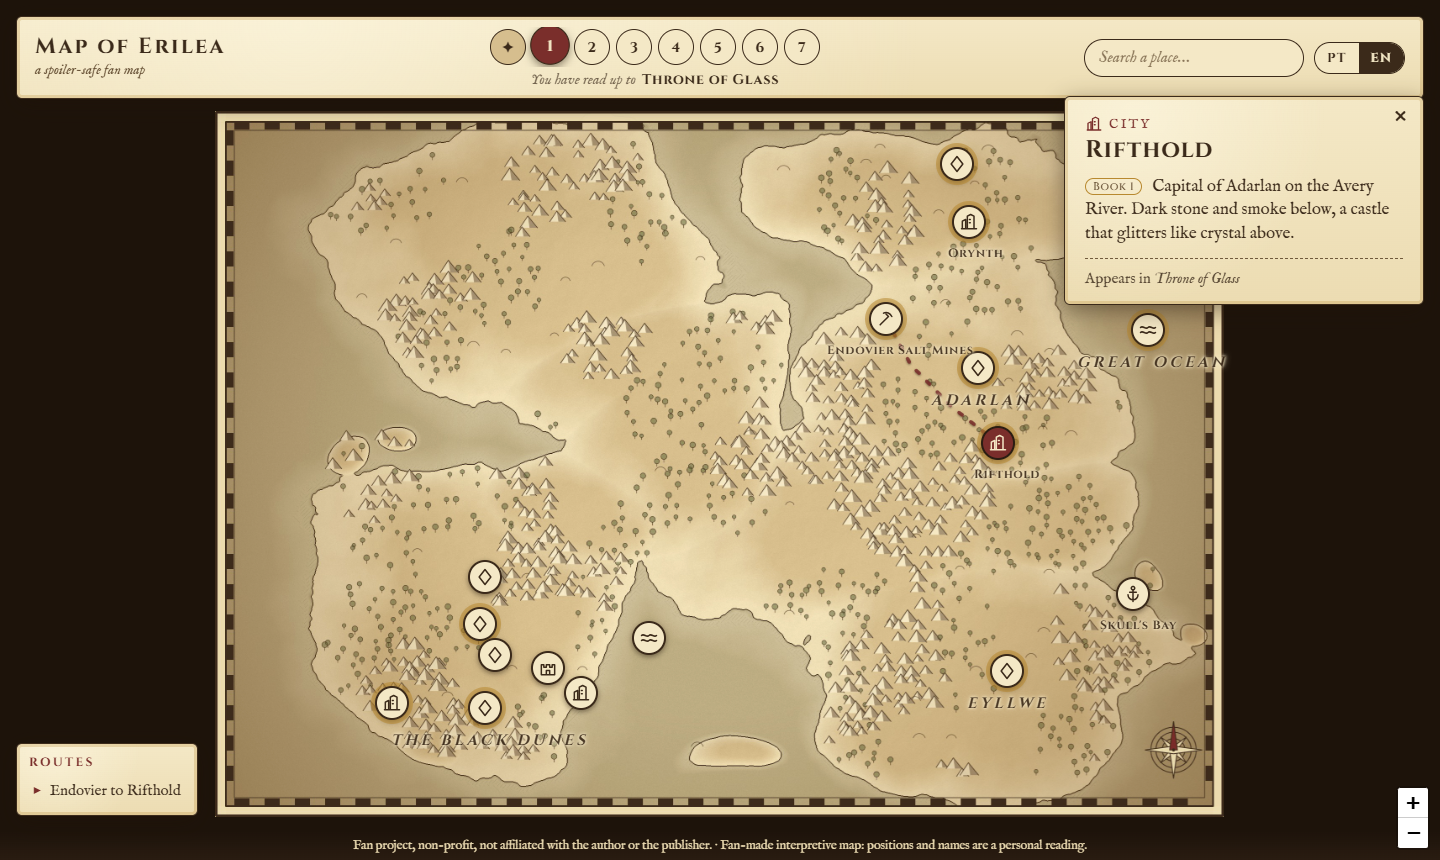 Map of Erilea
a spoiler-safe fan map
✦ 1 2 3 4 5 6 7
You have read up to Throne of Glass
Search a place...
PT EN
×
City
Rifthold
Book 1 Capital of Adarlan on the Avery
River. Dark stone and smoke below, a castle
that glitters like crystal above.
Appears in Throne of Glass
Orynth
Endovier Salt Mines
Great Ocean
Adarlan
Rifthold
Skull's Bay
Eyllwe
The Black Dunes
Routes
► Endovier to Rifthold
+
−
Fan project, non-profit, not affiliated with the author or the publisher. · Fan-made interpretive map: positions and names are a personal reading.